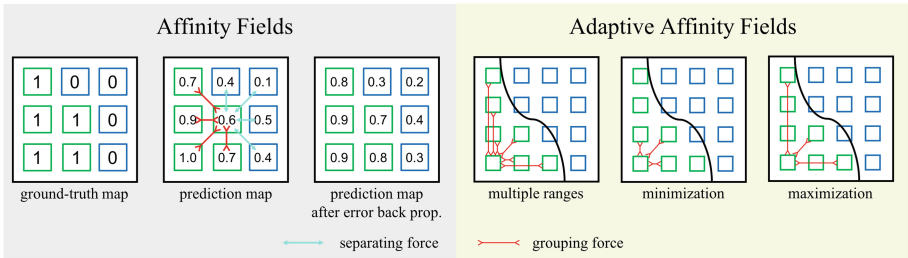 Affinity Fields
Adaptive Affinity Fields
1 0 0
1 1 0
1 1 0
0.7 0.4 0.1
0.9 0.6 0.5
1.0 0.7 0.4
0.8 0.3 0.2
0.9 0.7 0.4
0.9 0.8 0.3
ground-truth map
prediction map
prediction map
after error back prop.
multiple ranges
minimization
maximization
separating force
grouping force